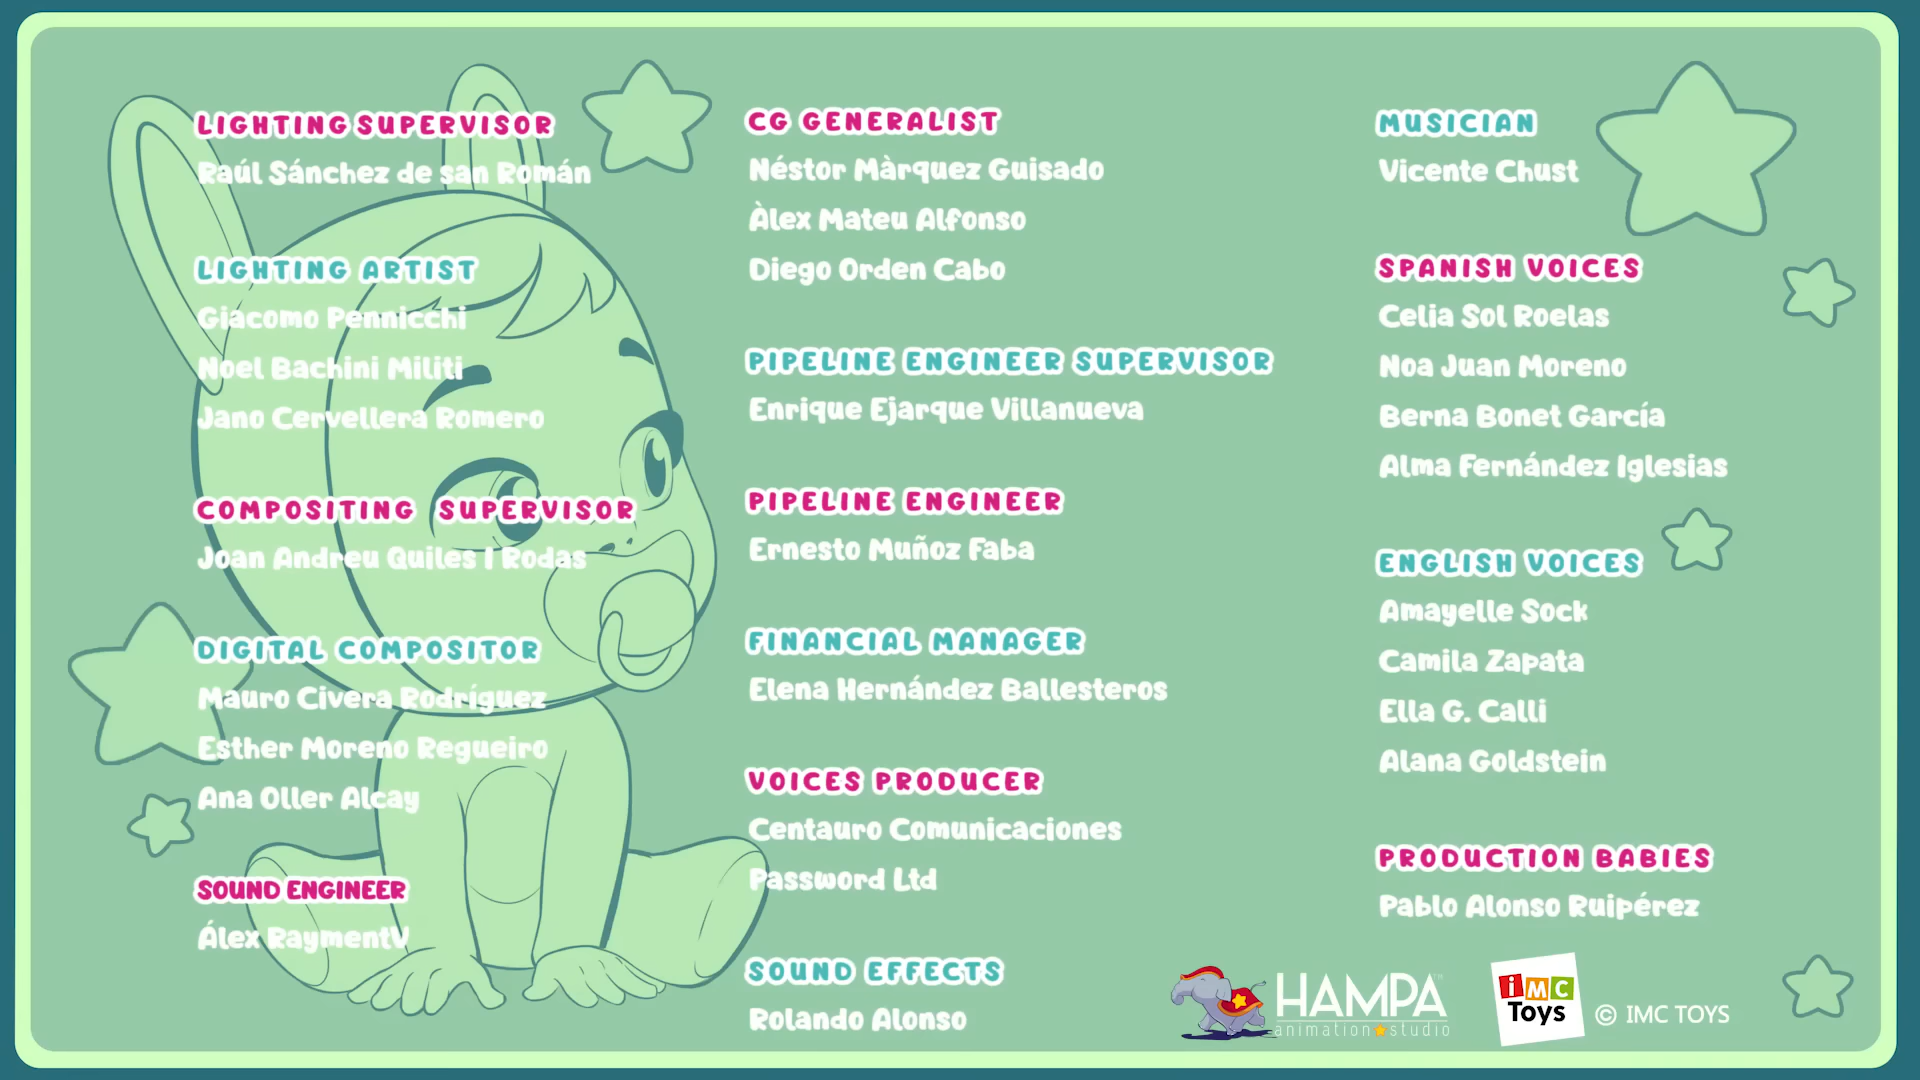 LIGHTING SUPERVISOR
Raúl Sánchez de san Román
LIGHTING ARTIST
Giacomo Pennicchi
Noel Bachini Militi
Jano Cervellera Romero
COMPOSITING SUPERVISOR
Joan Andreu Quiles I Rodas
DIGITAL COMPOSITOR
Mauro Civera Rodríguez
Esther Moreno Regueiro
Ana Oller Alcay
SOUND ENGINEER
Álex RaymentV
CG GENERALIST
Néstor Màrquez Guisado
Àlex Mateu Alfonso
Diego Orden Cabo
PIPELINE ENGINEER SUPERVISOR
Enrique Ejarque Villanueva
PIPELINE ENGINEER
Ernesto Muñoz Faba
FINANCIAL MANAGER
Elena Hernández Ballesteros
VOICES PRODUCER
Centauro Comunicaciones
Password Ltd
SOUND EFFECTS
Rolando Alonso
MUSICIAN
Vicente Chust
SPANISH VOICES
Celia Sol Roelas
Noa Juan Moreno
Berna Bonet García
Alma Fernández Iglesias
ENGLISH VOICES
Amayelle Sock
Camila Zapata
Ella G. Calli
Alana Goldstein
PRODUCTION BABIES
Pablo Alonso Ruipérez
HAMPA™
animation studio
iMC
Toys
© IMC TOYS